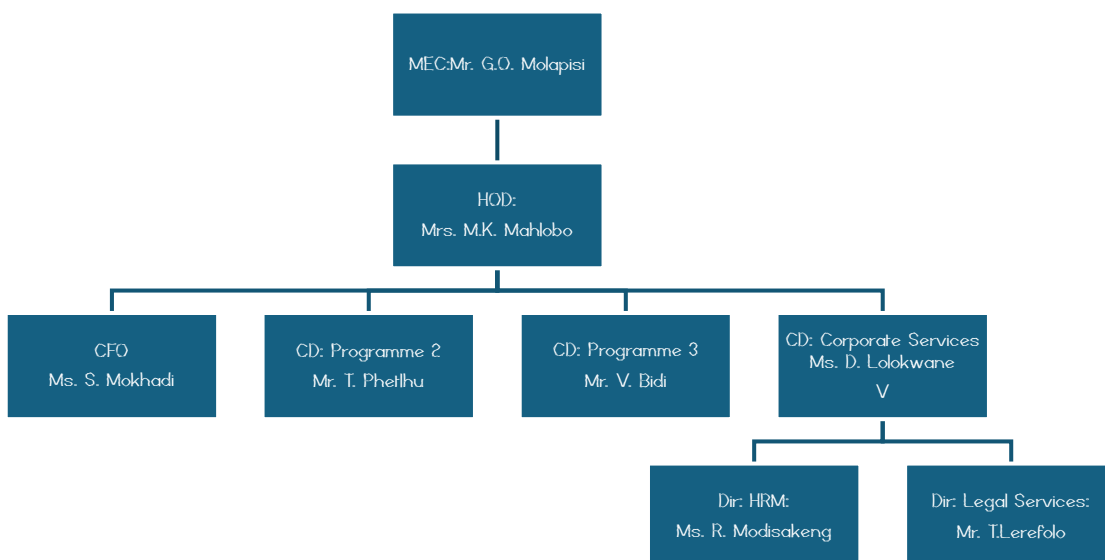 MEC:Mr. G.O. Molapisi
HOD:
Mrs. M.K. Mahlobo
CFO
Ms. S. Mokhadi
CD: Programme 2
Mr. T. Phetlhu
CD: Programme 3
Mr. V. Bidi
CD: Corporate Services
Ms. D. Lolokwane
V
Dir: HRM:
Ms. R. Modisakeng
Dir: Legal Services:
Mr. T.Lerefolo